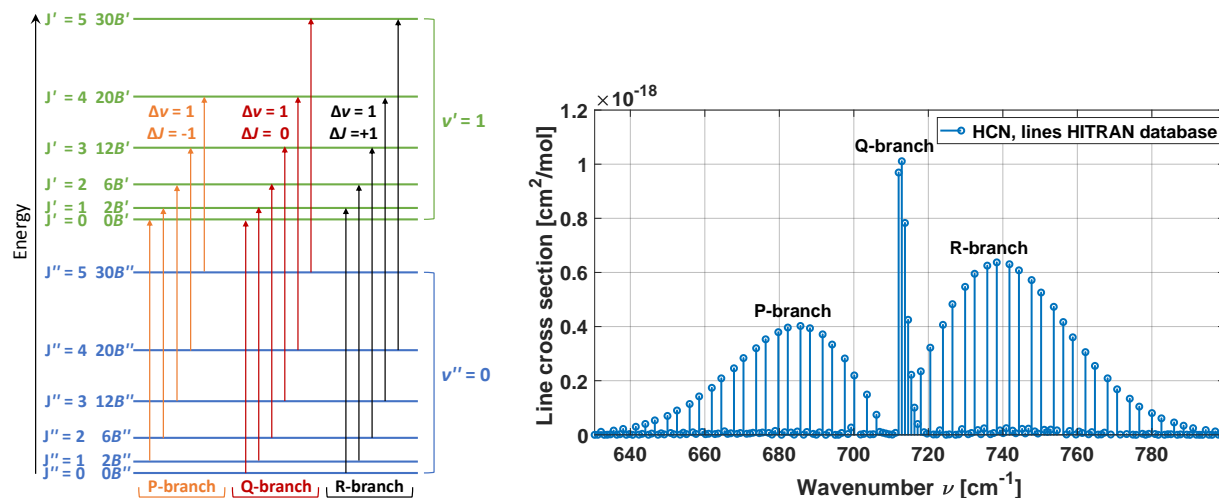 Energy
J′ = 5 30B′
J′ = 4 20B′
J′ = 3 12B′
J′ = 2 6B′
J′ = 1 2B′
J′ = 0 0B′
Δv = 1 Δv = 1 Δv = 1
ΔJ = -1 ΔJ = 0 ΔJ = +1
v′ = 1
J′′ = 5 30B′′
J′′ = 4 20B′′
J′′ = 3 12B′′
J′′ = 2 6B′′
J′′ = 1 2B′′
J′′ = 0 0B′′
v′′ = 0
P-branch Q-branch R-branch
×10-18
HCN, lines HITRAN database
Q-branch
R-branch
P-branch
Line cross section [cm2/mol]
1.2
1
0.8
0.6
0.4
0.2
0
640 660 680 700 720 740 760 780
Wavenumber ν [cm-1]